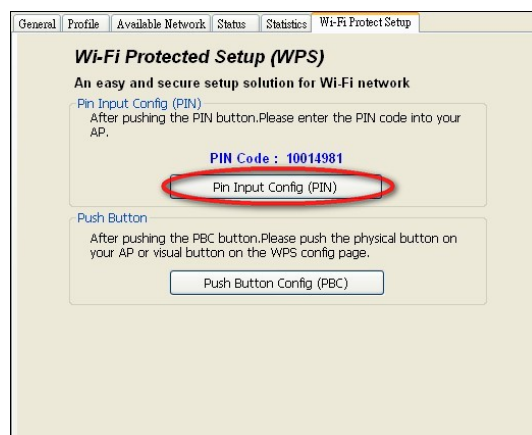 General Profile Available Network Status Statistics Wi-Fi Protect Setup
Wi-Fi Protected Setup (WPS)
An easy and secure setup solution for Wi-Fi network
Pin Input Config (PIN)
After pushing the PIN button.Please enter the PIN code into your
AP.
PIN Code : 10014981
Pin Input Config (PIN)
Push Button
After pushing the PBC button.Please push the physical button on
your AP or visual button on the WPS config page.
Push Button Config (PBC)